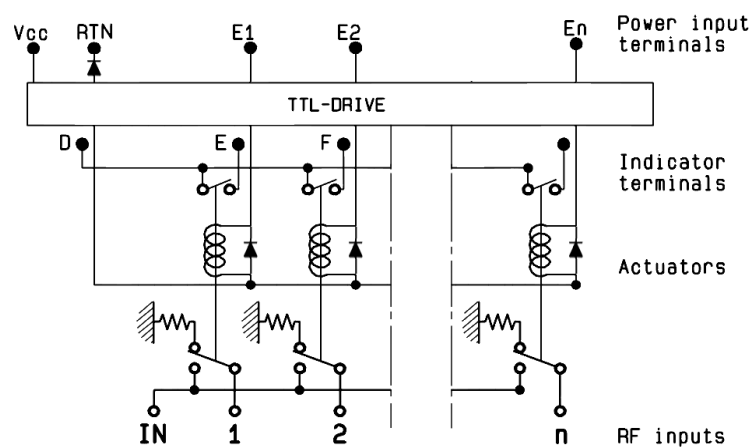 Vcc RTN E1 E2 En Power input
terminals
TTL-DRIVE
D E F Indicator
terminals
Actuators
IN 1 2 n RF inputs